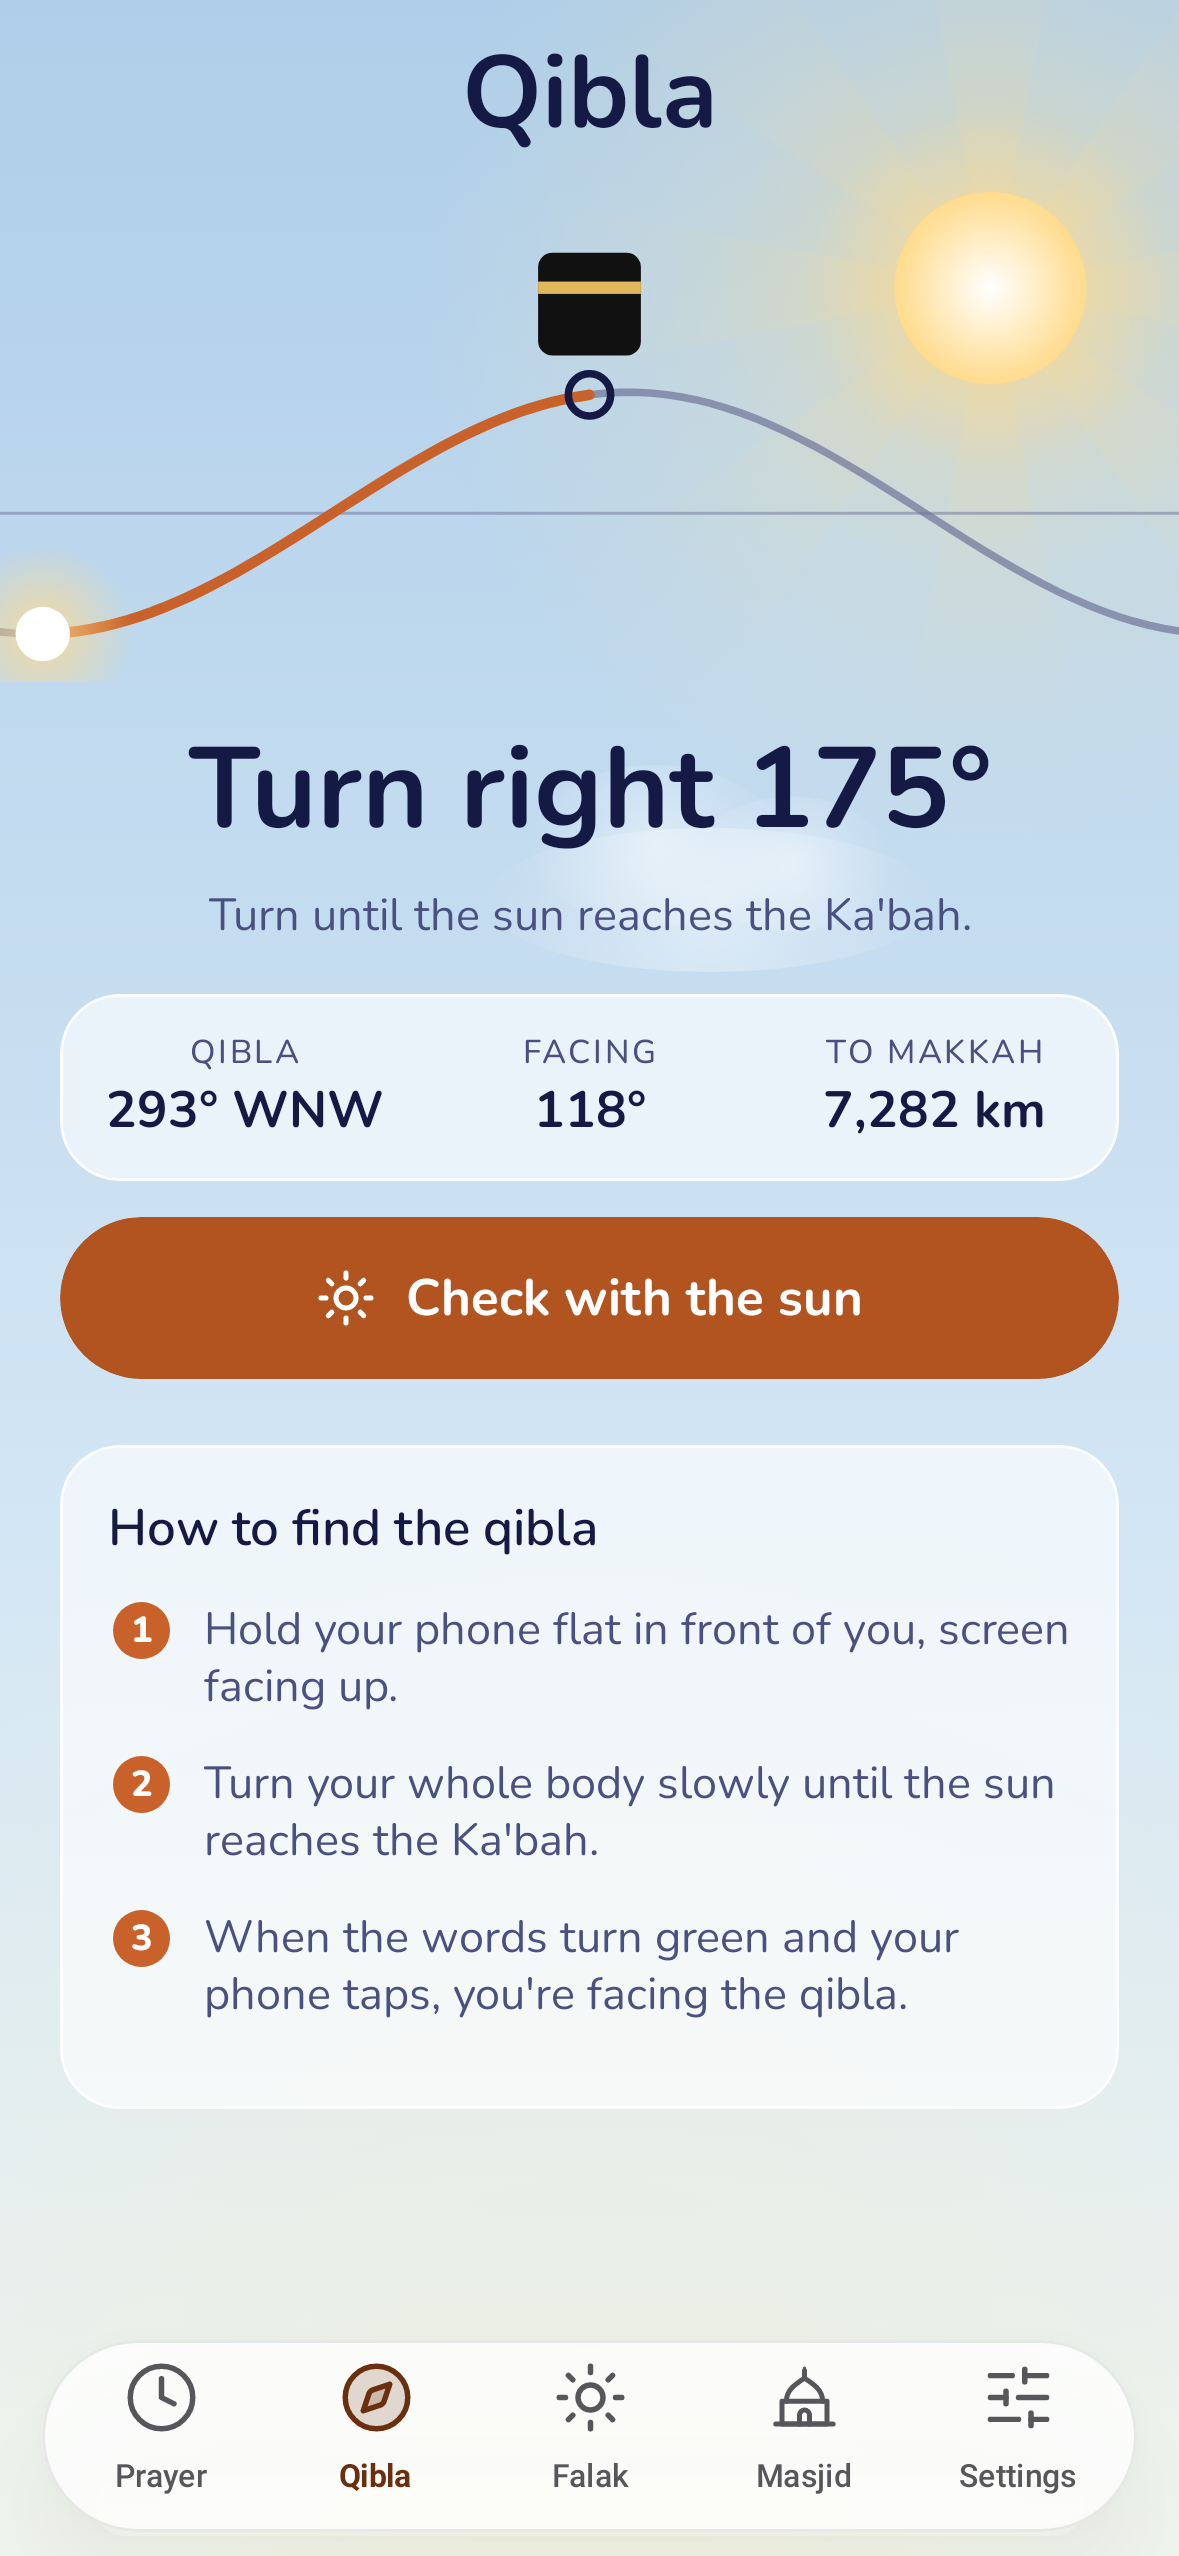 Qibla
Turn right 175°
Turn until the sun reaches the Ka'bah.
QIBLA FACING TO MAKKAH
293° WNW 118° 7,282 km
Check with the sun
How to find the qibla
1 Hold your phone flat in front of you, screen
facing up.
2 Turn your whole body slowly until the sun
reaches the Ka'bah.
3 When the words turn green and your
phone taps, you're facing the qibla.
Prayer Qibla Falak Masjid Settings